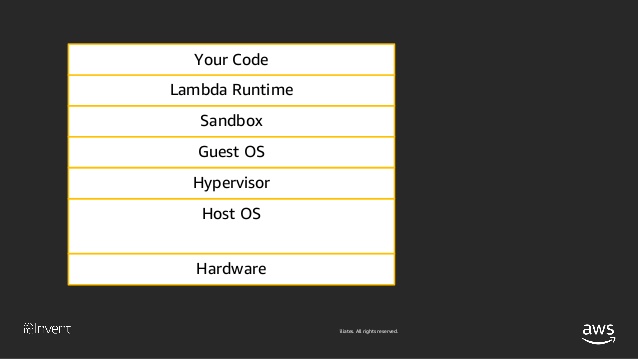 Your Code
Lambda Runtime
Sandbox
Guest OS
Hypervisor
Host OS
Hardware
re:Invent
All rights reserved.
aws